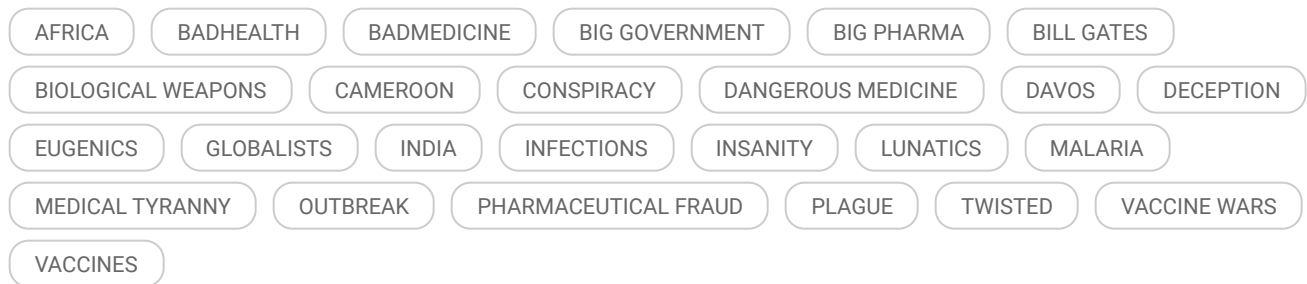 AFRICA BADHEALTH BADMEDICINE BIG GOVERNMENT BIG PHARMA BILL GATES
BIOLOGICAL WEAPONS CAMEROON CONSPIRACY DANGEROUS MEDICINE DAVOS DECEPTION
EUGENICS GLOBALISTS INDIA INFECTIONS INSANITY LUNATICS MALARIA
MEDICAL TYRANNY OUTBREAK PHARMACEUTICAL FRAUD PLAGUE TWISTED VACCINE WARS
VACCINES